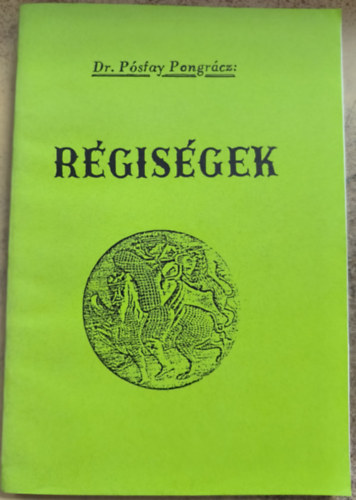 Dr. Pósfay Pongrácz:
RÉGISÉGEK